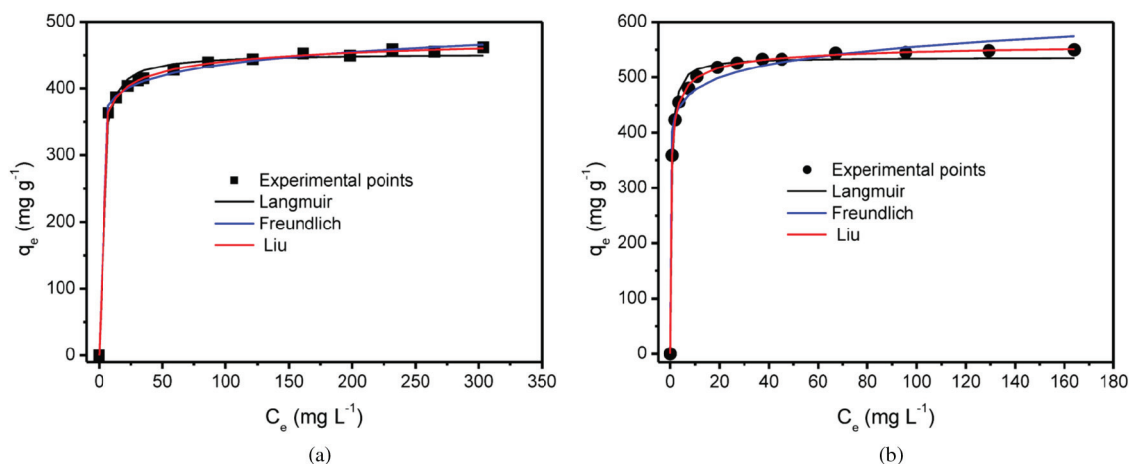 500
400
300
200
100
0
q_e (mg g⁻¹)
Experimental points
Langmuir
Freundlich
Liu
0 50 100 150 200 250 300 350
C_e (mg L⁻¹)
(a)
600
500
400
300
200
100
0
q_e (mg g⁻¹)
Experimental points
Langmuir
Freundlich
Liu
0 20 40 60 80 100 120 140 160 180
C_e (mg L⁻¹)
(b)